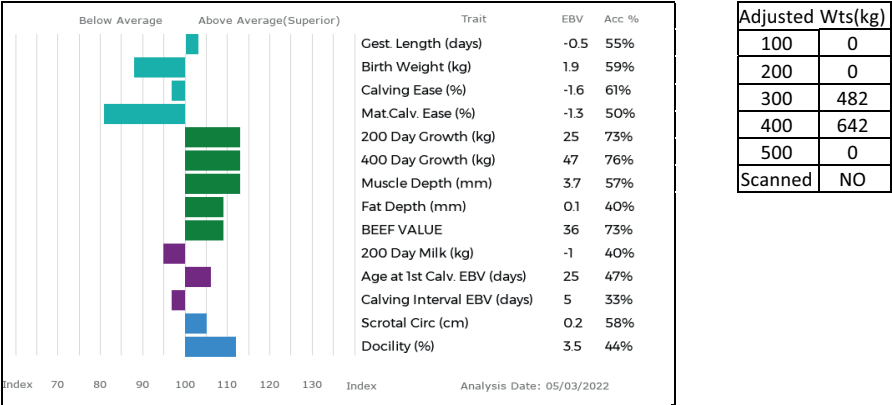 Below Average Above Average(Superior) Trait EBV Acc %
Gest. Length (days) -0.5 55%
Birth Weight (kg) 1.9 59%
Calving Ease (%) -1.6 61%
Mat.Calv. Ease (%) -1.3 50%
200 Day Growth (kg) 25 73%
400 Day Growth (kg) 47 76%
Muscle Depth (mm) 3.7 57%
Fat Depth (mm) 0.1 40%
BEEF VALUE 36 73%
200 Day Milk (kg) -1 40%
Age at 1st Calv. EBV (days) 25 47%
Calving Interval EBV (days) 5 33%
Scrotal Circ (cm) 0.2 58%
Docility (%) 3.5 44%
Index 70 80 90 100 110 120 130 Index Analysis Date: 05/03/2022
Adjusted Wts(kg)
100 0
200 0
300 482
400 642
500 0
Scanned NO